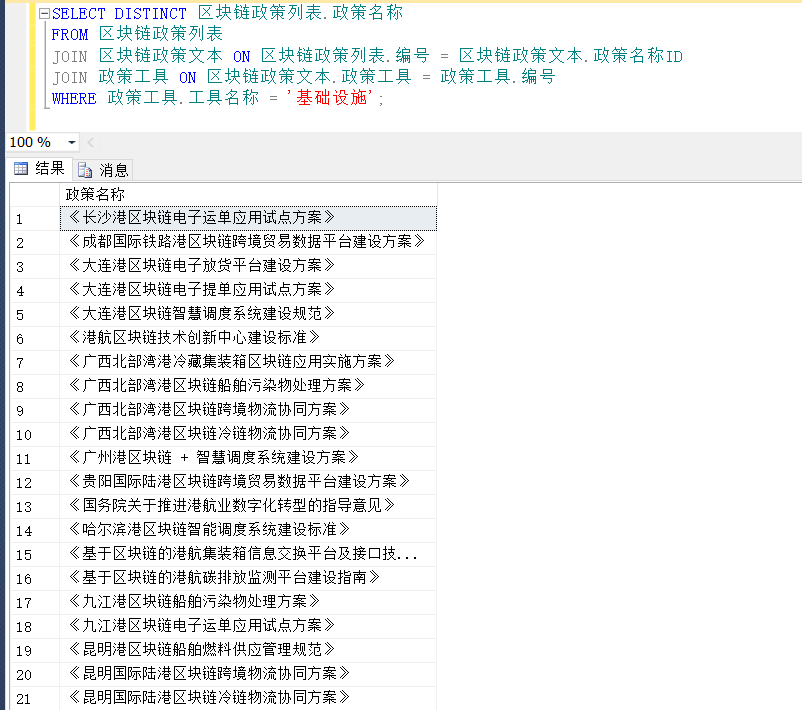 SELECT DISTINCT 区块链政策列表.政策名称
FROM 区块链政策列表
JOIN 区块链政策文本 ON 区块链政策列表.编号 = 区块链政策文本.政策名称ID
JOIN 政策工具 ON 区块链政策文本.政策工具 = 政策工具.编号
WHERE 政策工具.工具名称 = '基础设施';
100 %
结果 消息
政策名称
1 《长沙港区块链电子运单应用试点方案》
2 《成都国际铁路港区块链跨境贸易数据平台建设方案》
3 《大连港区块链电子放货平台建设方案》
4 《大连港区块链电子提单应用试点方案》
5 《大连港区块链智慧调度系统建设规范》
6 《港航区块链技术创新中心建设标准》
7 《广西北部湾港冷藏集装箱区块链应用实施方案》
8 《广西北部湾港区块链船舶污染物处理方案》
9 《广西北部湾港区块链跨境物流协同方案》
10 《广西北部湾港区块链冷链物流协同方案》
11 《广州港区块链 + 智慧调度系统建设方案》
12 《贵阳国际陆港区块链跨境贸易数据平台建设方案》
13 《国务院关于推进港航业数字化转型的指导意见》
14 《哈尔滨港区块链智能调度系统建设标准》
15 《基于区块链的港航集装箱信息交换平台及接口技...
16 《基于区块链的港航碳排放监测平台建设指南》
17 《九江港区块链船舶污染物处理方案》
18 《九江港区块链电子运单应用试点方案》
19 《昆明港区块链船舶燃料供应管理规范》
20 《昆明国际陆港区块链跨境物流协同方案》
21 《昆明国际陆港区块链冷链物流协同方案》